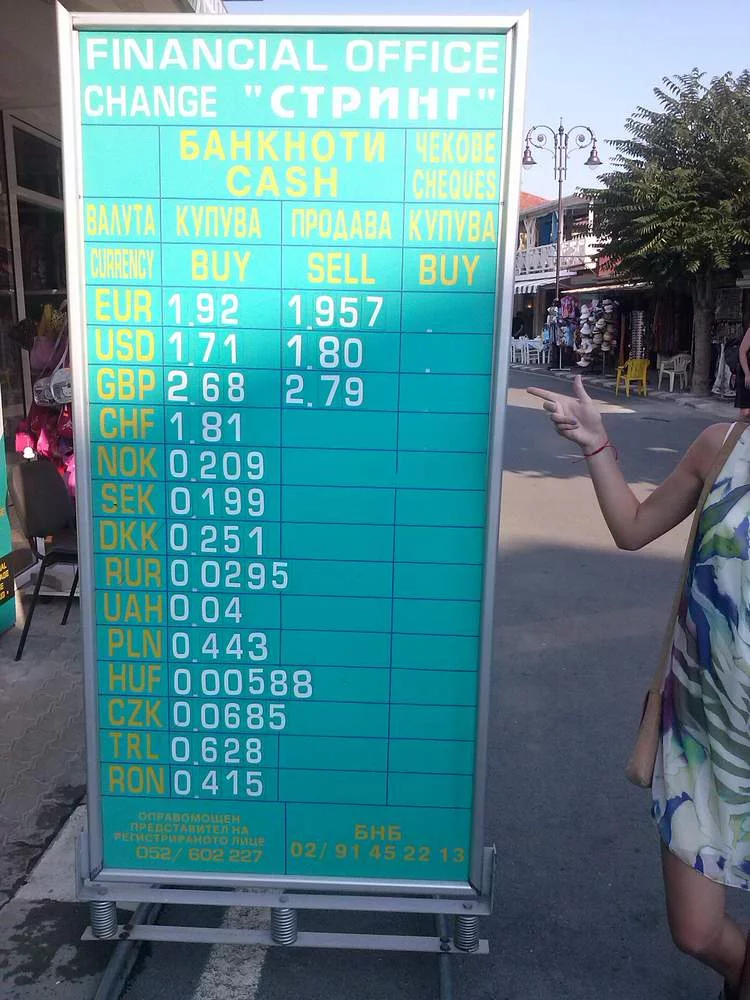 FINANCIAL OFFICE
CHANGE "СТРИНГ"
БАНКНОТИ ЧЕКОВЕ
CASH CHEQUES
ВАЛУТА КУПУВА ПРОДАВА КУПУВА
CURRENCY BUY SELL BUY
EUR 1.92 1.957
USD 1.71 1.80
GBP 2.68 2.79
CHF 1.81
NOK 0.209
SEK 0.199
DKK 0.251
RUR 0.0295
UAH 0.04
PLN 0.443
HUF 0.00588
CZK 0.0685
TRL 0.628
RON 0.415
ОПРАВОМОЩЕН
ПРЕДСТАВИТЕЛ НА
РЕГИСТРИРАНОТО ЛИЦЕ
052/ 602 227
БНБ
02/ 91 45 22 13